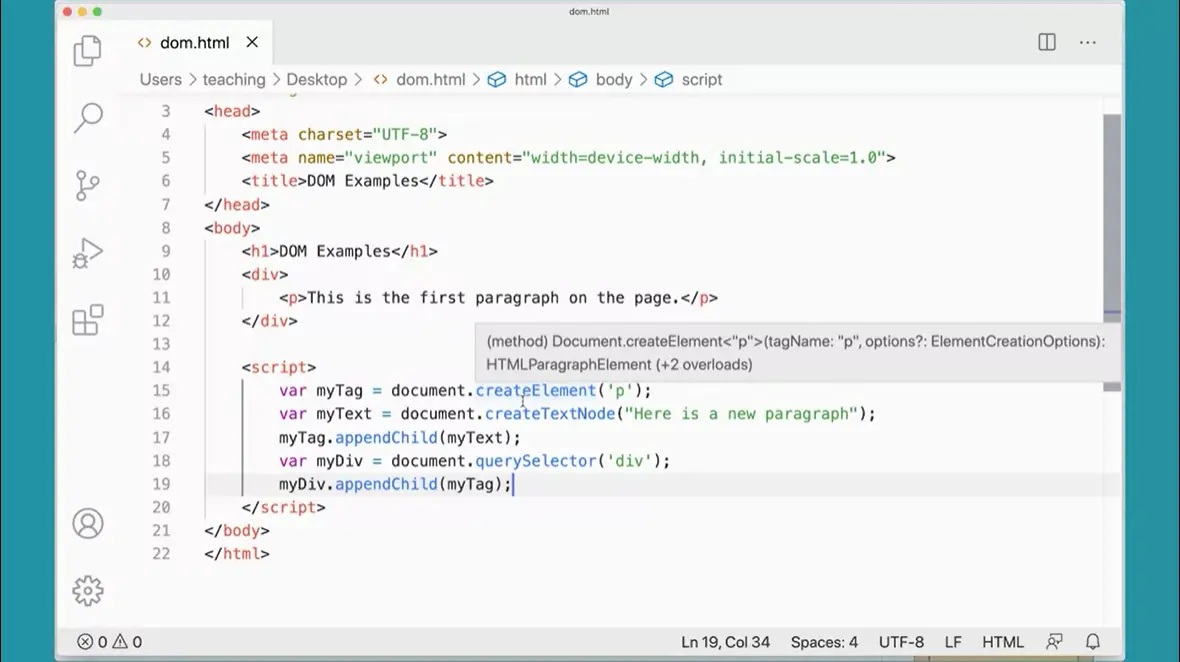 dom.html
dom.html
Users > teaching > Desktop > dom.html > html > body > script
3 <head>
4 <meta charset="UTF-8">
5 <meta name="viewport" content="width=device-width, initial-scale=1.0">
6 <title>DOM Examples</title>
7 </head>
8 <body>
9 <h1>DOM Examples</h1>
10 <div>
11 <p>This is the first paragraph on the page.</p>
12 </div>
13
(method) Document.createElement<"p">(tagName: "p", options?: ElementCreationOptions):
HTMLParagraphElement (+2 overloads)
14 <script>
15 var myTag = document.createElement('p');
16 var myText = document.createTextNode("Here is a new paragraph");
17 myTag.appendChild(myText);
18 var myDiv = document.querySelector('div');
19 myDiv.appendChild(myTag);
20 </script>
21 </body>
22 </html>
0 0 Ln 19, Col 34 Spaces: 4 UTF-8 LF HTML